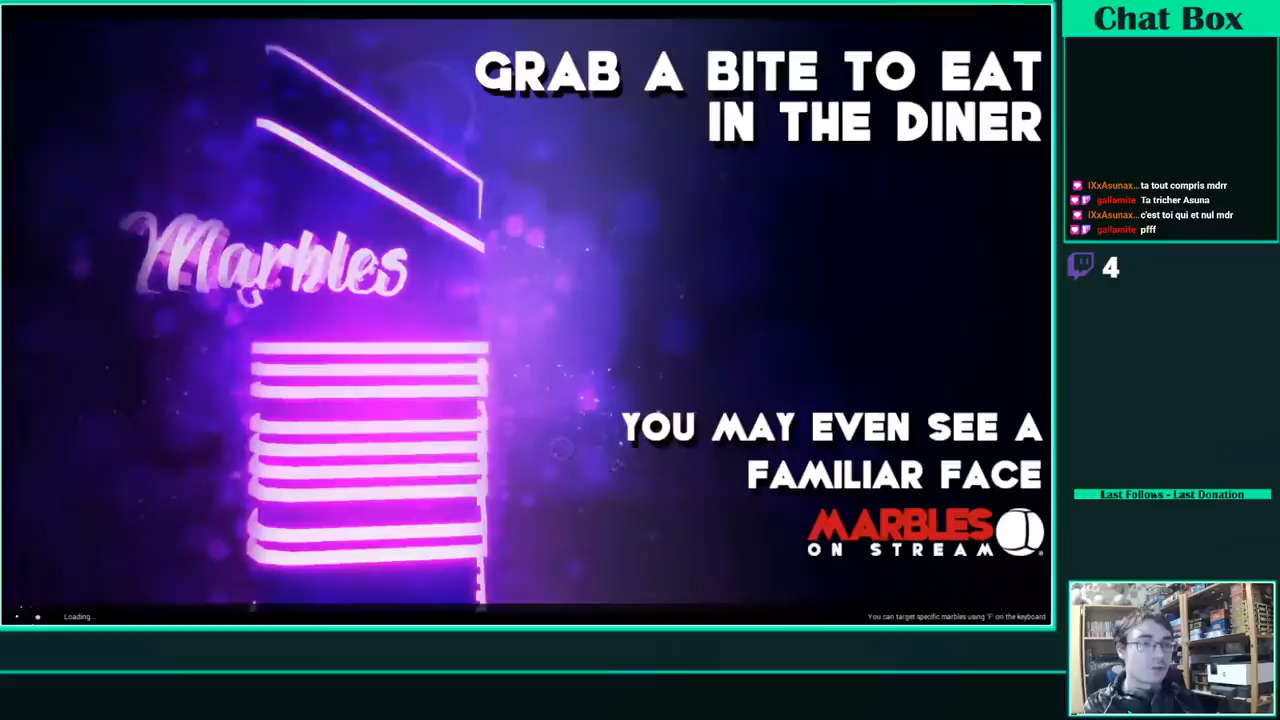 Chat Box
GRAB A BITE TO EAT
IN THE DINER
Marbles
IXxAsunax... ta tout compris mdrr
gallamite Ta tricher Asuna
IXxAsunax... c'est toi qui et nul mdr
gallamite pfff
4
YOU MAY EVEN SEE A
FAMILIAR FACE
MARBLES
ON STREAM
Last Follows - Last Donation
Loading...
You can target specific marbles using 'F' on the keyboard